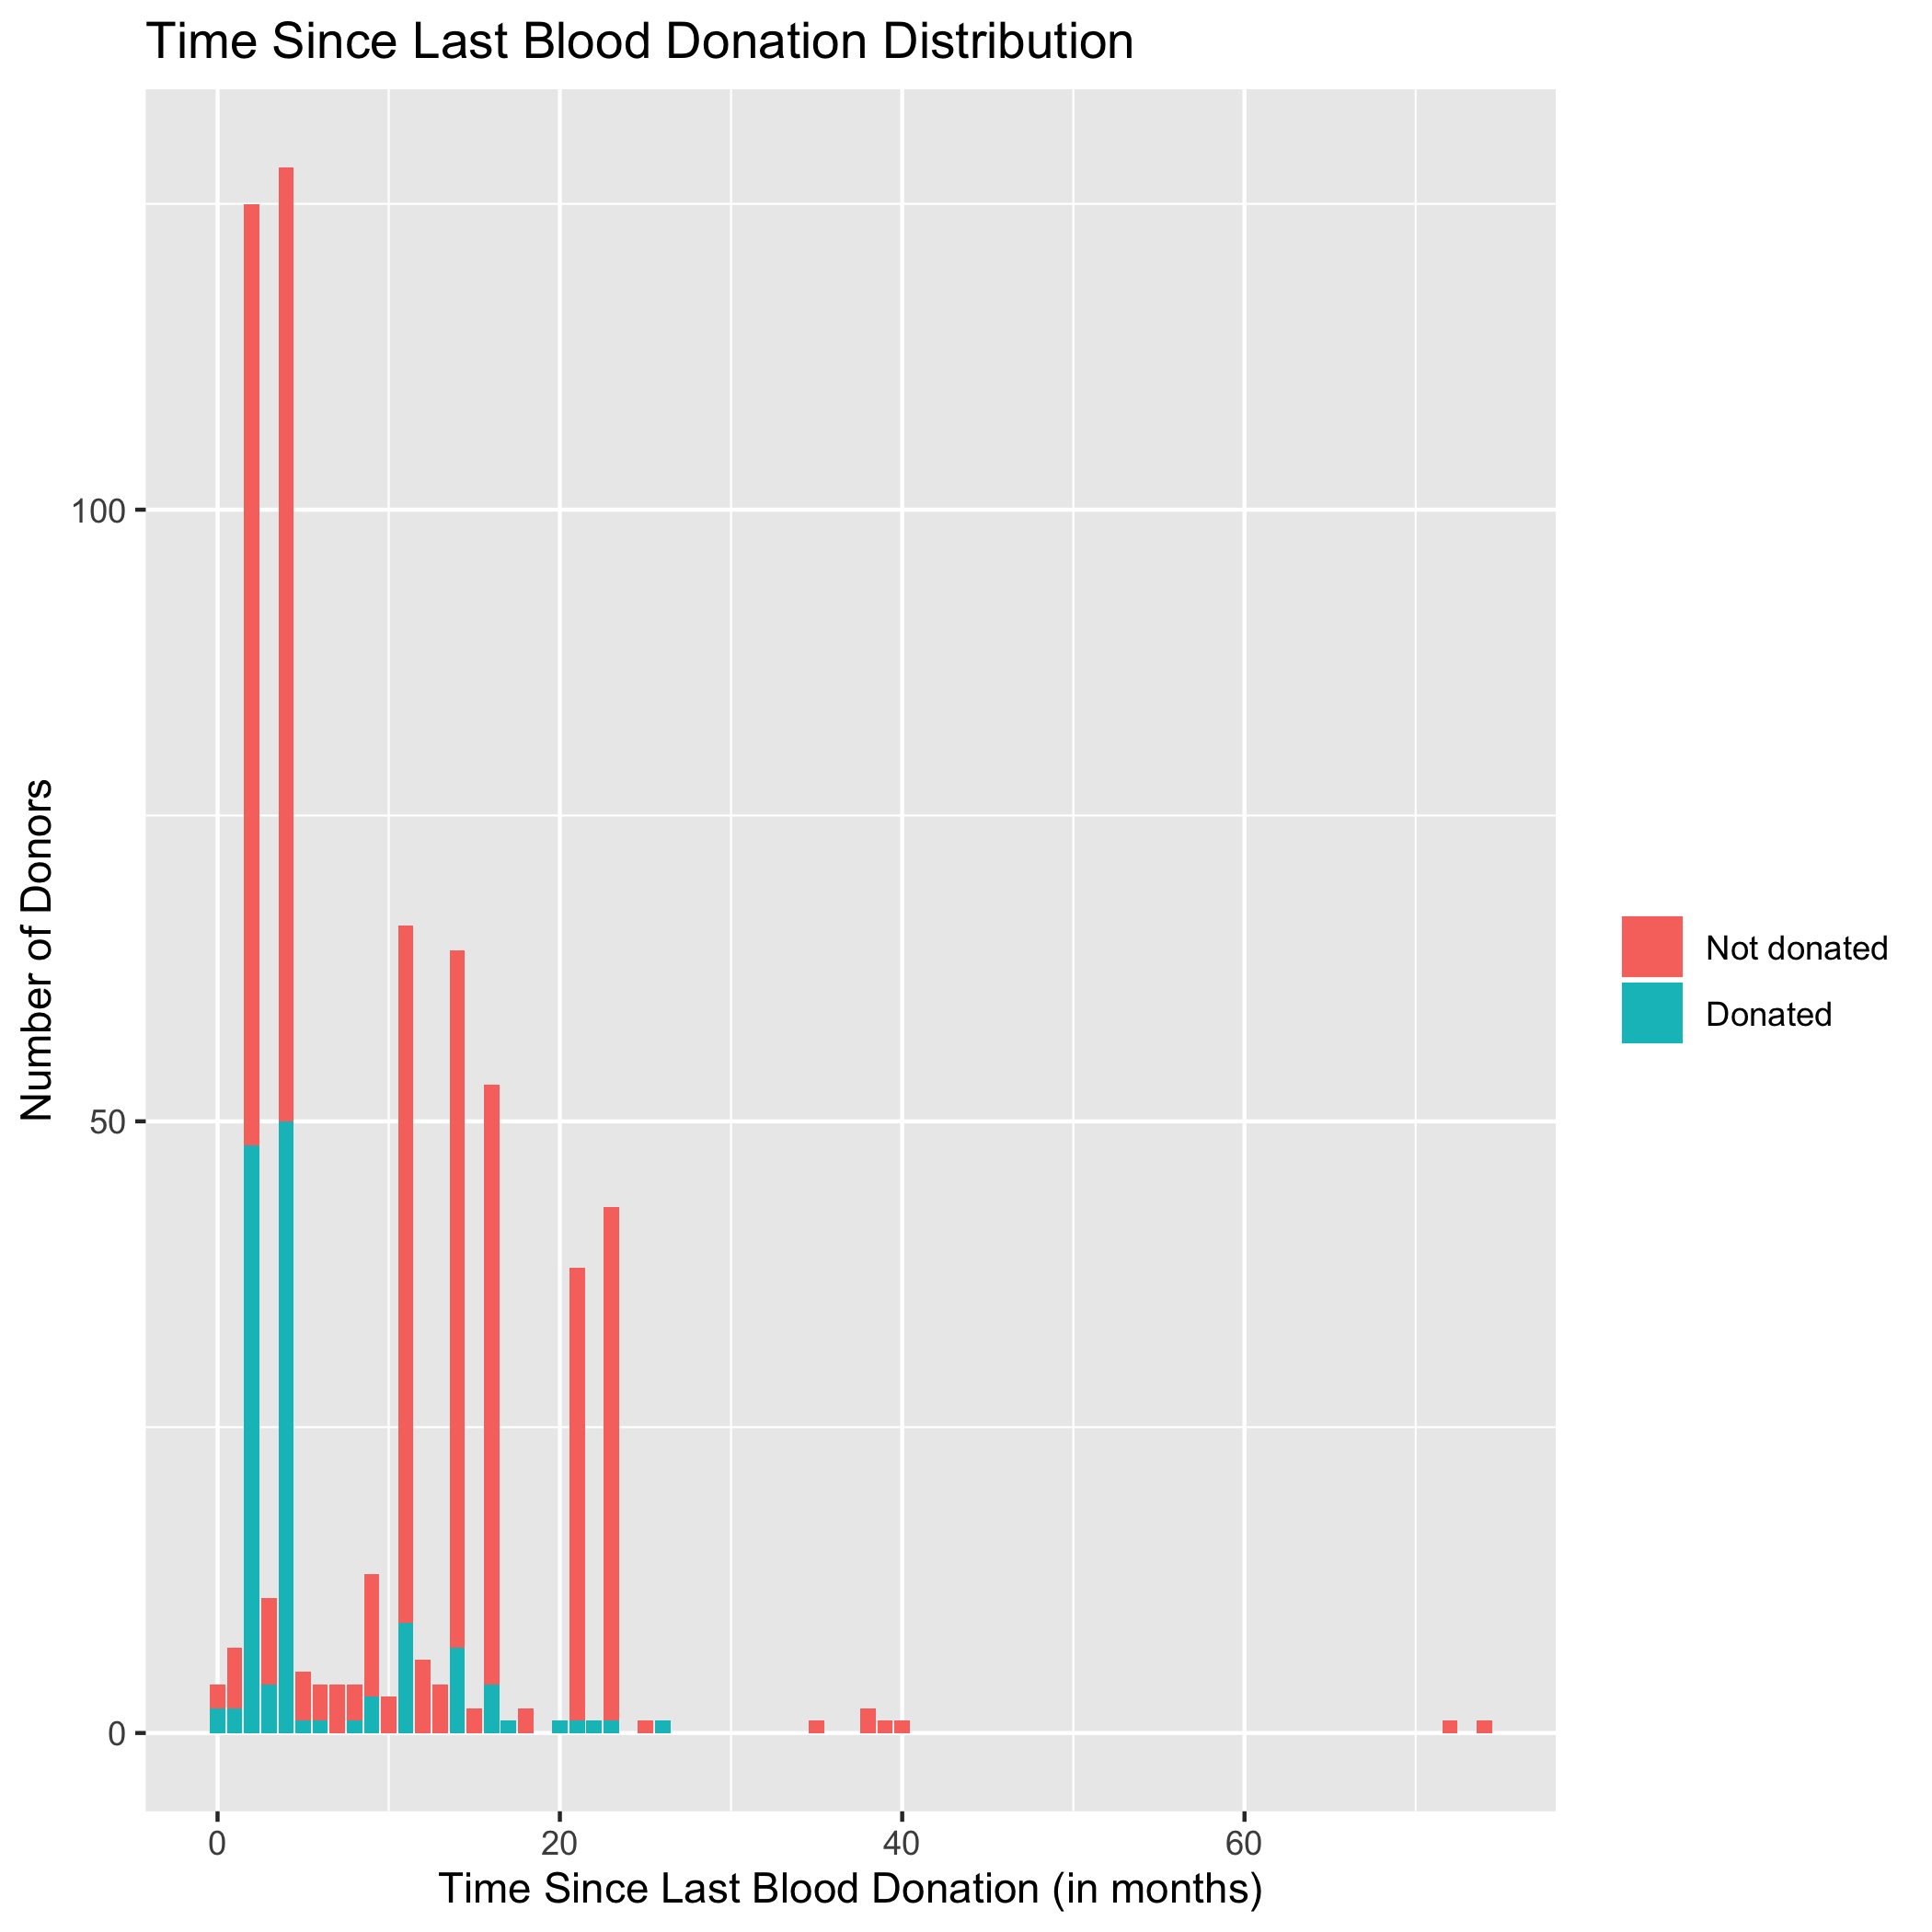 Time Since Last Blood Donation Distribution
Number of Donors
100
50
0
0 20 40 60
Time Since Last Blood Donation (in months)
Not donated
Donated